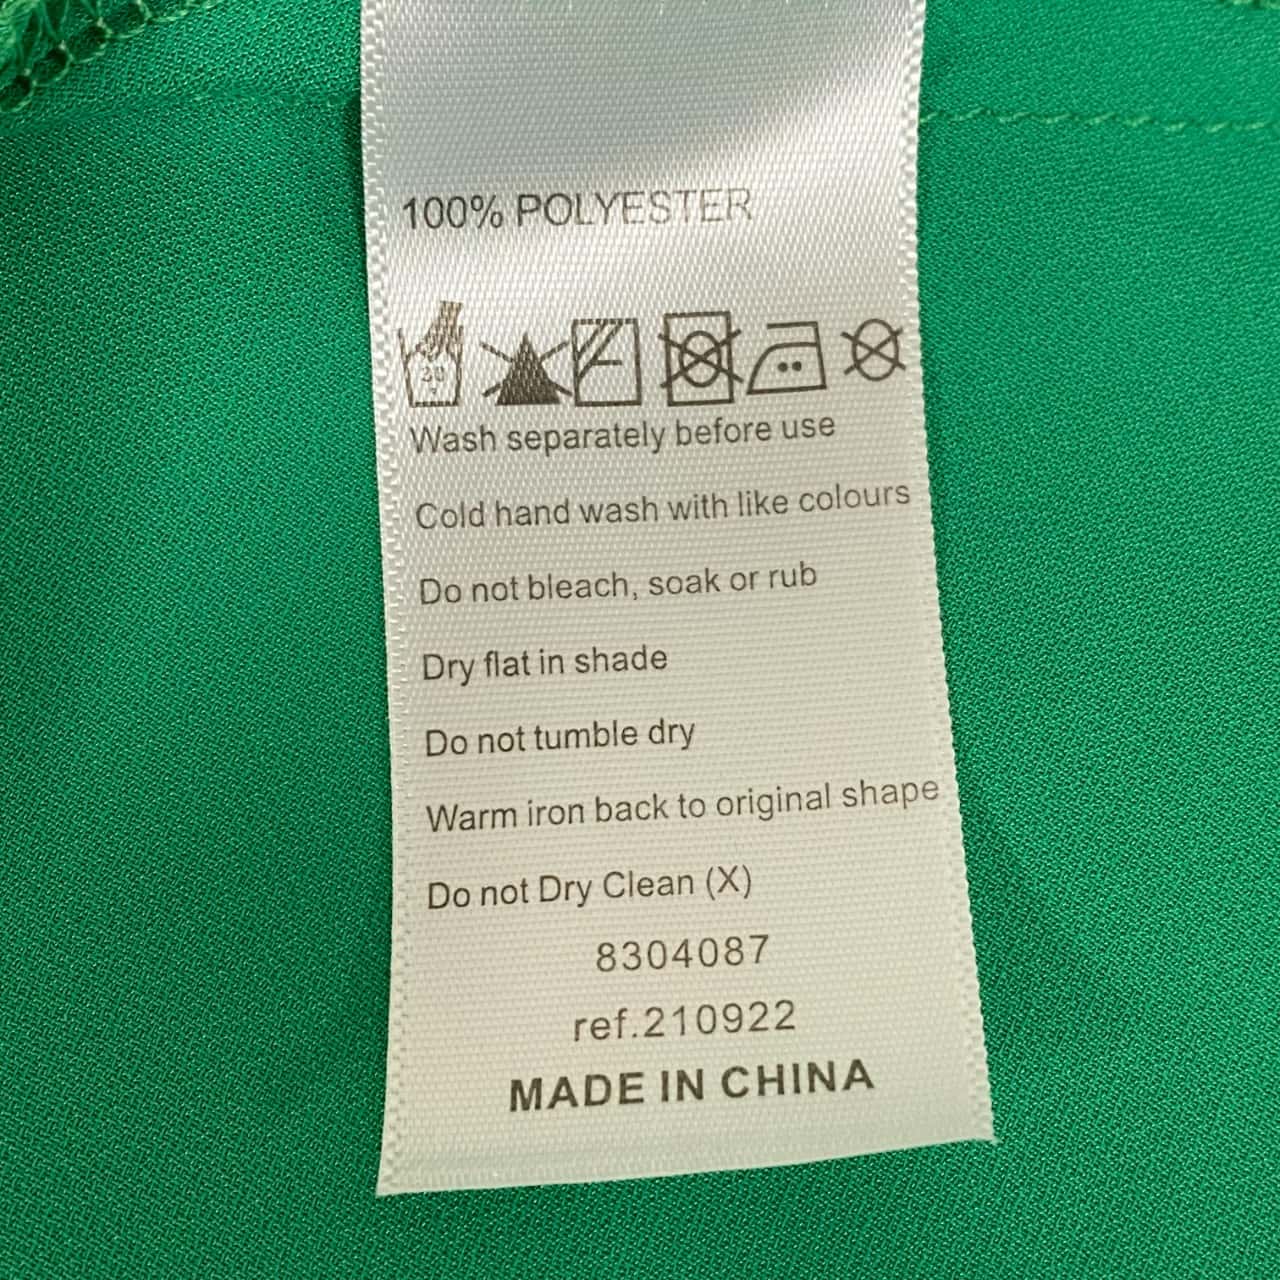 100% POLYESTER
30
Wash separately before use
Cold hand wash with like colours
Do not bleach, soak or rub
Dry flat in shade
Do not tumble dry
Warm iron back to original shape
Do not Dry Clean (X)
8304087
ref.210922
MADE IN CHINA